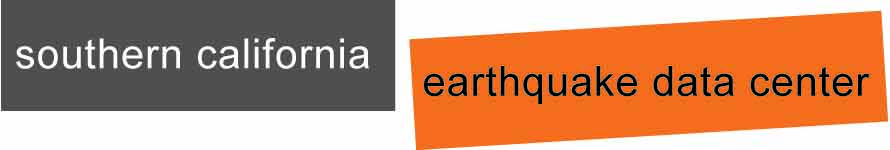 southern california
earthquake data center